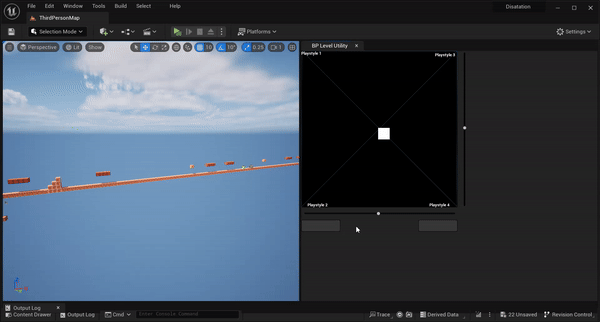 File Edit Window Tools Build Select Help
Disatation
ThirdPersonMap
Selection Mode
Platforms
Settings
Perspective Lit Show
10 10° 0.25 1
BP Level Utility
Playstyle 1
Playstyle 3
Playstyle 2
Playstyle 4
Output Log
Content Drawer Output Log Cmd Enter Console Command Trace Derived Data 22 Unsaved Revision Control